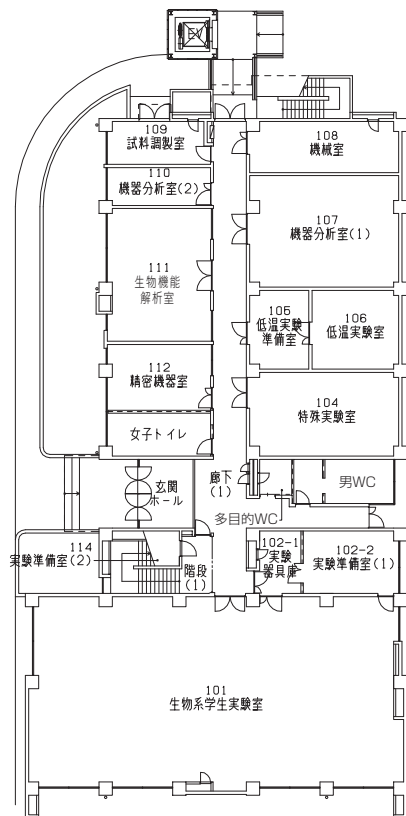 109
試料調製室
108
機械室
110
機器分析室(2)
107
機器分析室(1)
111
生物機能
解析室
105
低温実験
準備室
106
低温実験室
112
精密機器室
104
特殊実験室
女子トイレ
玄関
ホール
廊下
(1)
男WC
多目的WC
114
実験準備室(2)
階段
(1)
102-1
実験
器具庫
102-2
実験準備室(1)
101
生物系学生実験室